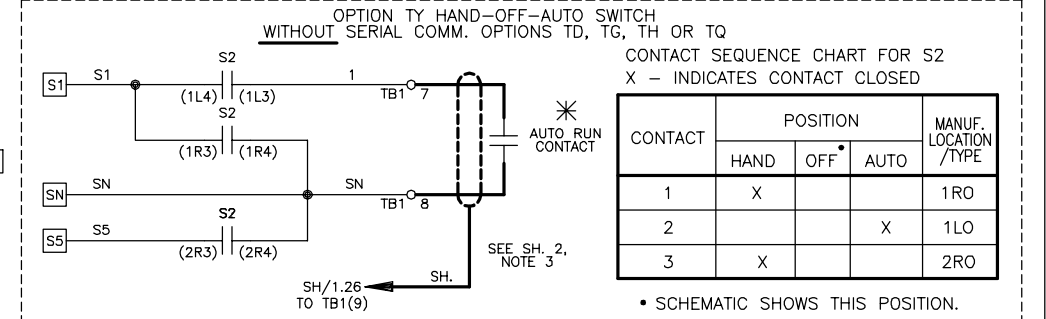 OPTION TY HAND-OFF-AUTO SWITCH
WITHOUT SERIAL COMM. OPTIONS TD, TG, TH OR TQ
S1 S1 S2 1
(1L4) (1L3) TB1 7
S2
(1R3) (1R4)
AUTO RUN
CONTACT
SN SN SN
TB1 8
S5 S5 S2
(2R3) (2R4)
SEE SH. 2,
NOTE 3
SH.
SH/1.26
TO TB1(9)
CONTACT SEQUENCE CHART FOR S2
X - INDICATES CONTACT CLOSED
CONTACT POSITION MANUF. LOCATION /TYPE
HAND OFF• AUTO
1 X 1RO
2 X 1LO
3 X 2RO
• SCHEMATIC SHOWS THIS POSITION.